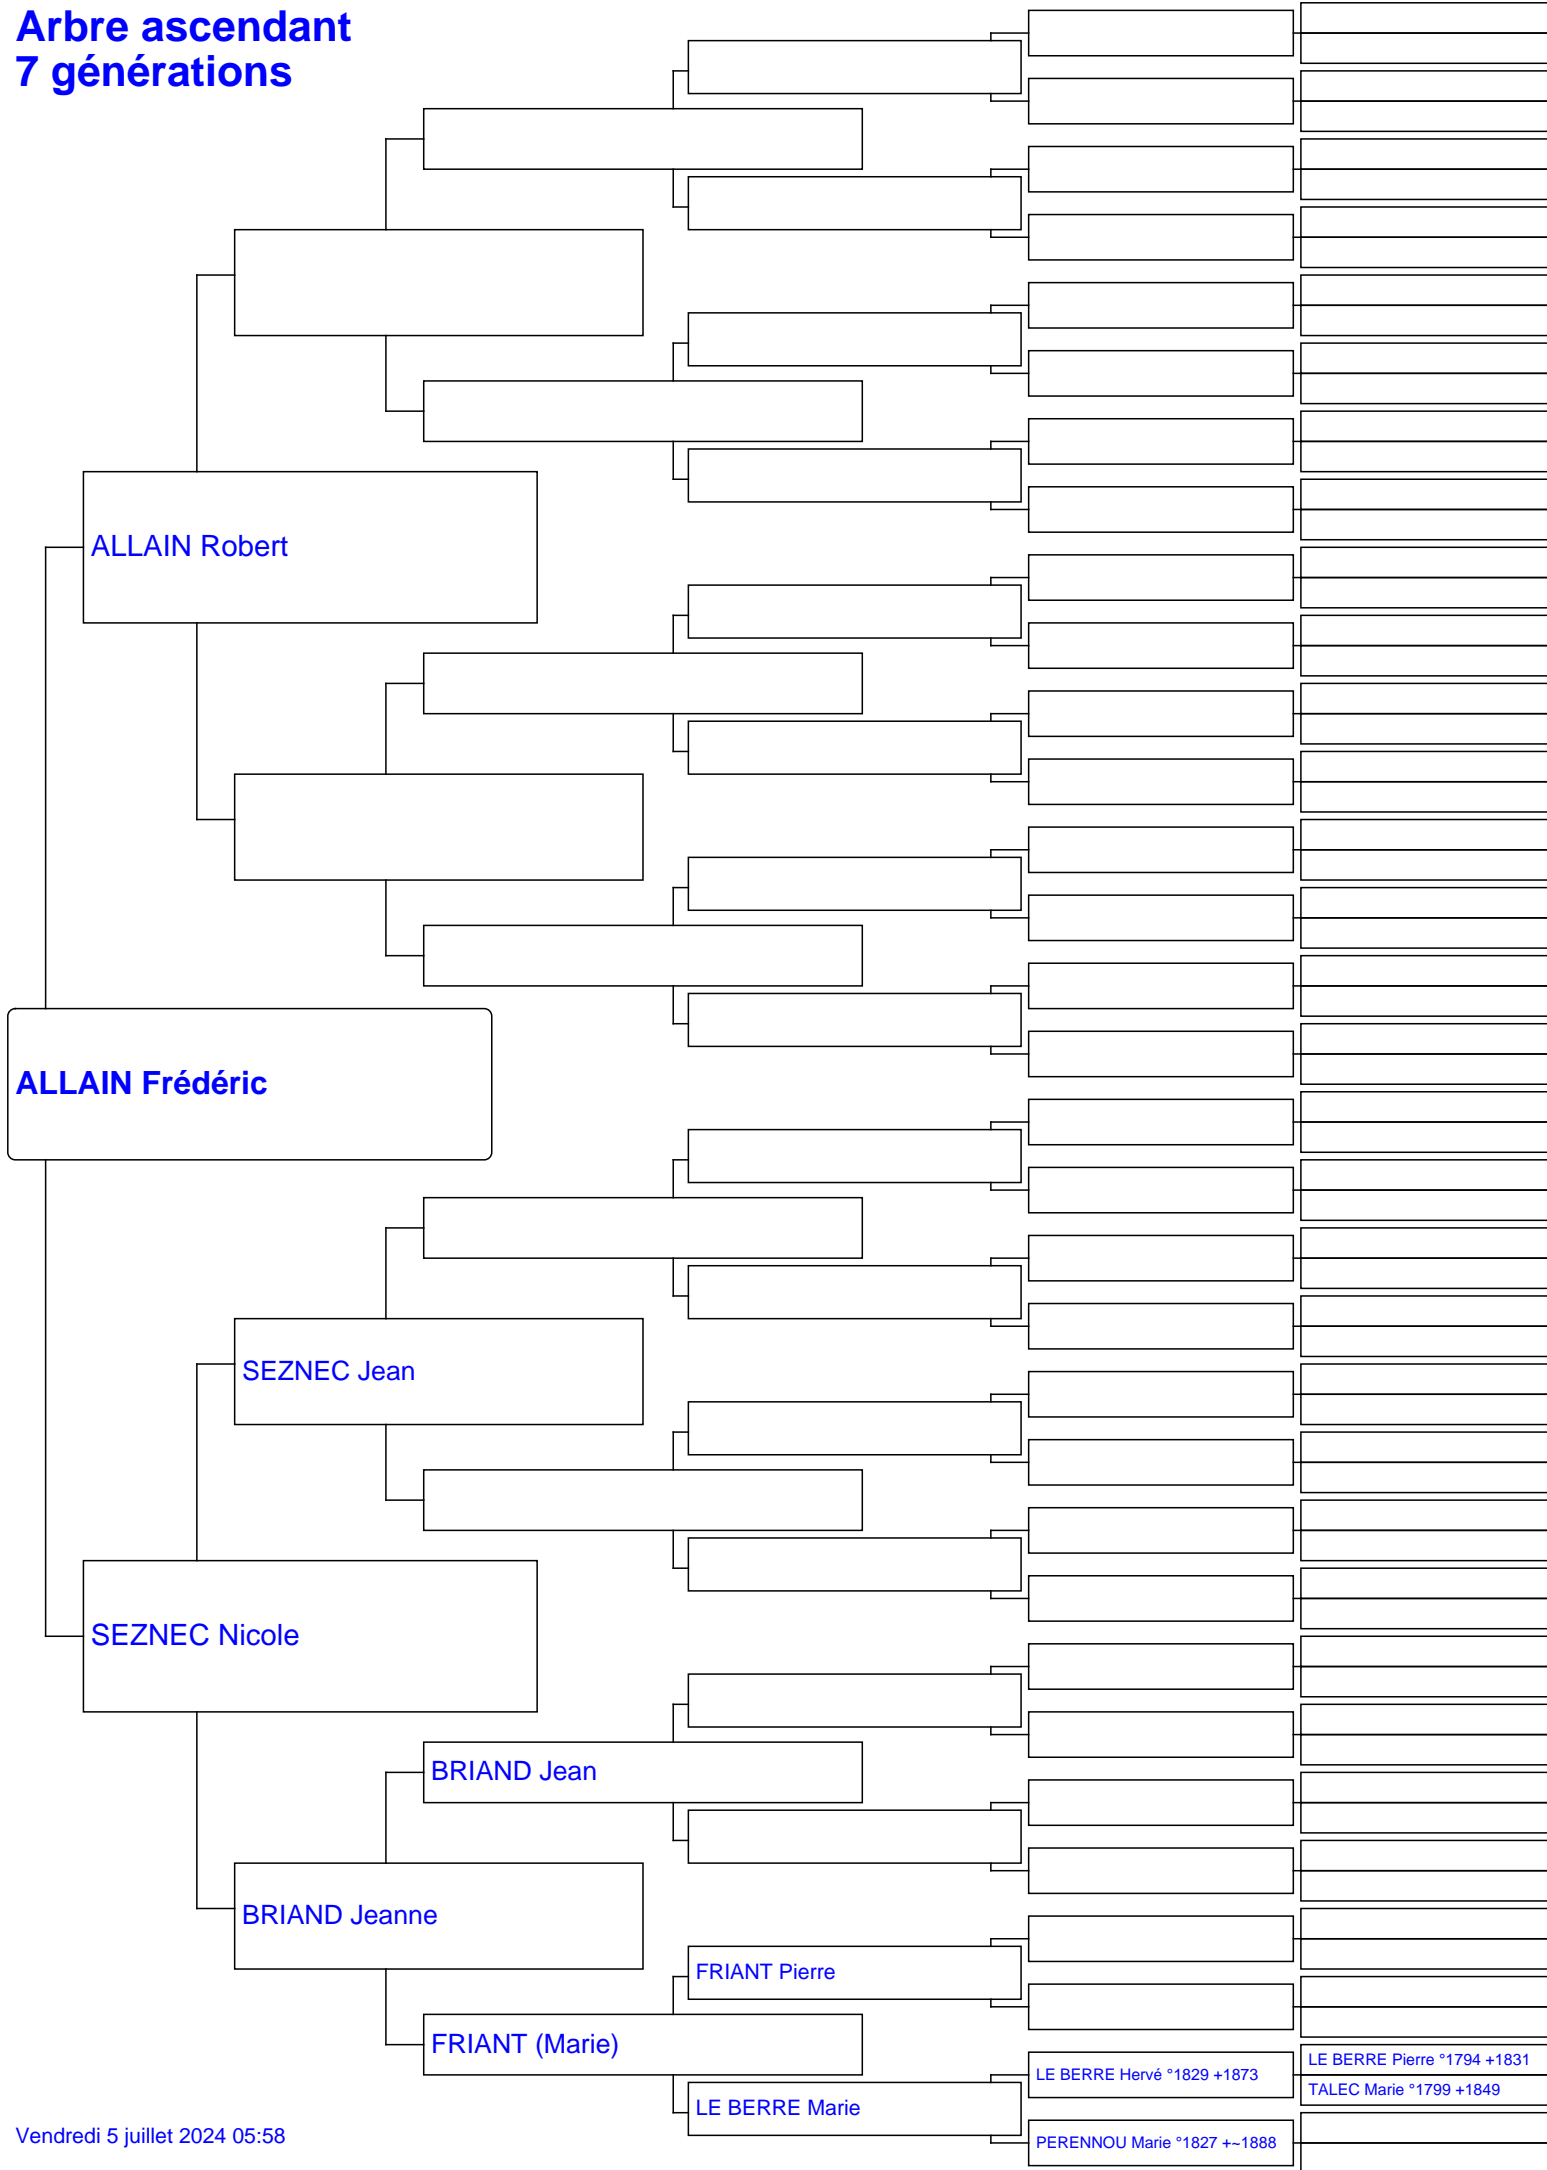 Arbre ascendant
7 générations
ALLAIN Robert
ALLAIN Frédéric
SEZNEC Jean
SEZNEC Nicole
BRIAND Jean
BRIAND Jeanne
FRIANT Pierre
FRIANT (Marie)
LE BERRE Pierre °1794 +1831
LE BERRE Hervé °1829 +1873
TALEC Marie °1799 +1849
LE BERRE Marie
PERENNOU Marie °1827 +~1888
Vendredi 5 juillet 2024 05:58